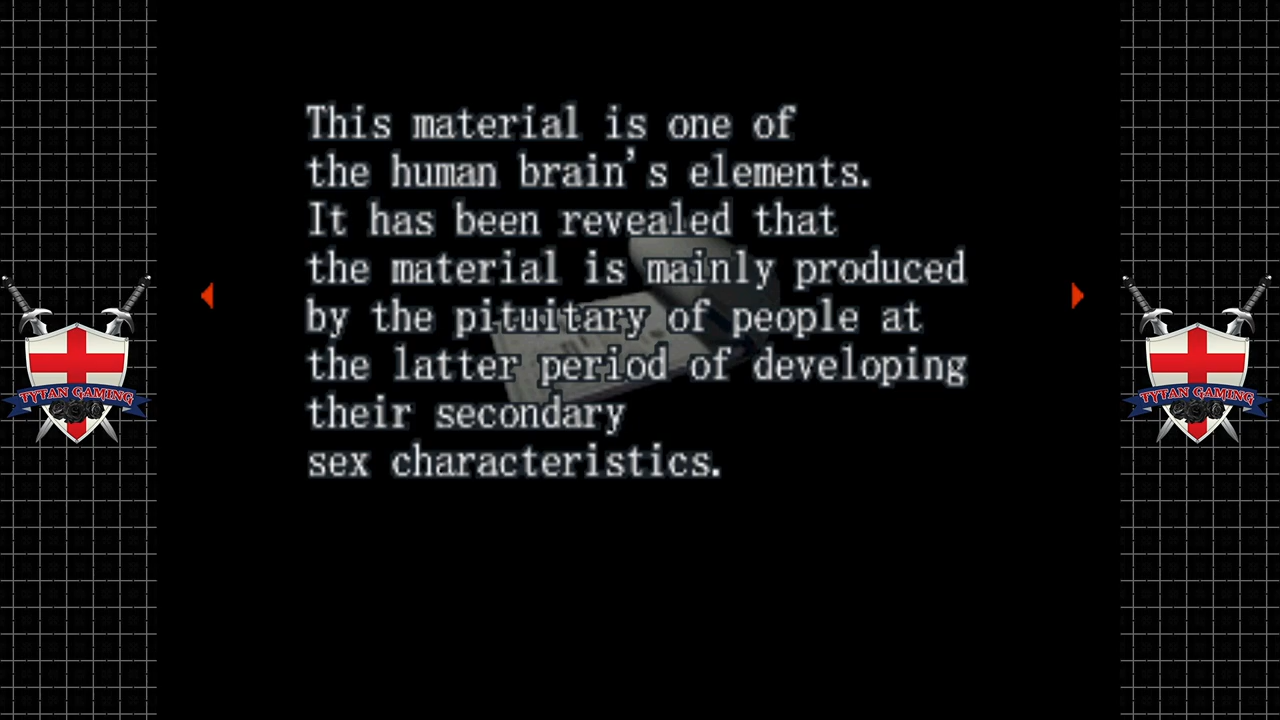 This material is one of
the human brain's elements.
It has been revealed that
the material is mainly produced
by the pituitary of people at
the latter period of developing
their secondary
sex characteristics.
TYTAN GAMING
TYTAN GAMING